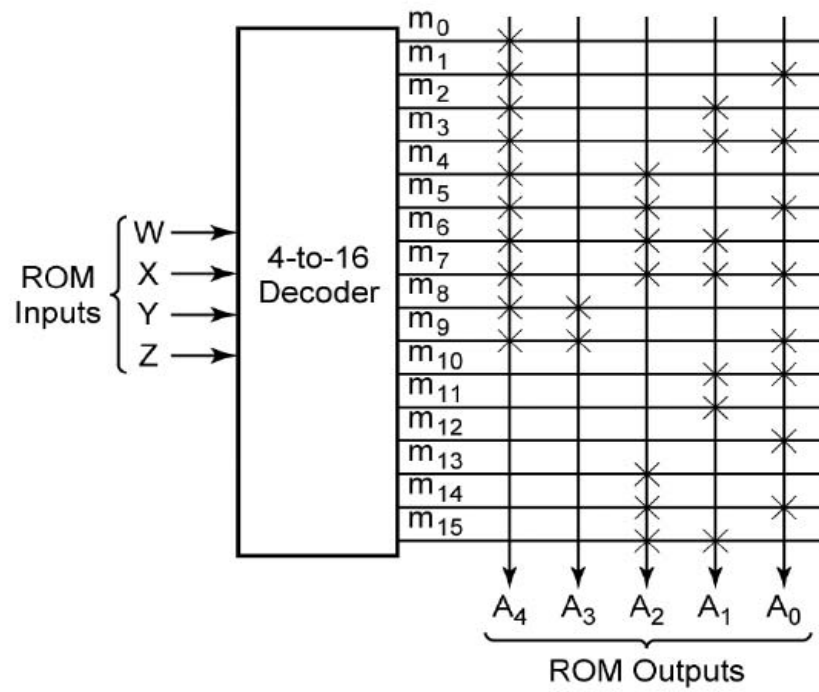 m0
m1
m2
m3
m4
m5
m6
m7
m8
m9
m10
m11
m12
m13
m14
m15
ROM
Inputs
W
X
Y
Z
4-to-16
Decoder
A4 A3 A2 A1 A0
ROM Outputs